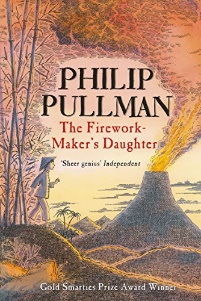 PHILIP
PULLMAN
The Firework-
Maker's Daughter
'Sheer genius' Independent
Gold Smarties Prize Award Winner